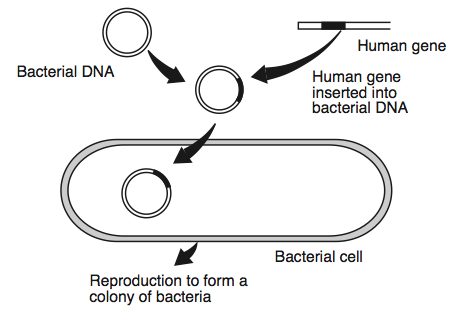 Human gene
Bacterial DNA
Human gene
inserted into
bacterial DNA
Bacterial cell
Reproduction to form a
colony of bacteria